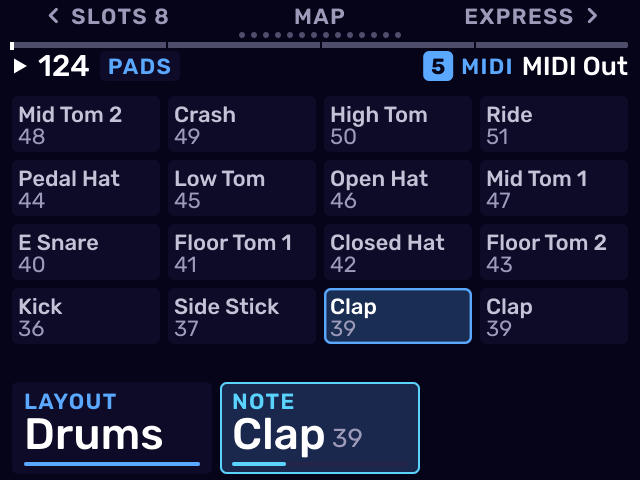 SLOTS 8 MAP EXPRESS
124 PADS 5 MIDI MIDI Out
Mid Tom 2 Crash High Tom Ride
48 49 50 51
Pedal Hat Low Tom Open Hat Mid Tom 1
44 45 46 47
E Snare Floor Tom 1 Closed Hat Floor Tom 2
40 41 42 43
Kick Side Stick Clap Clap
36 37 39 39
LAYOUT NOTE
Drums Clap 39